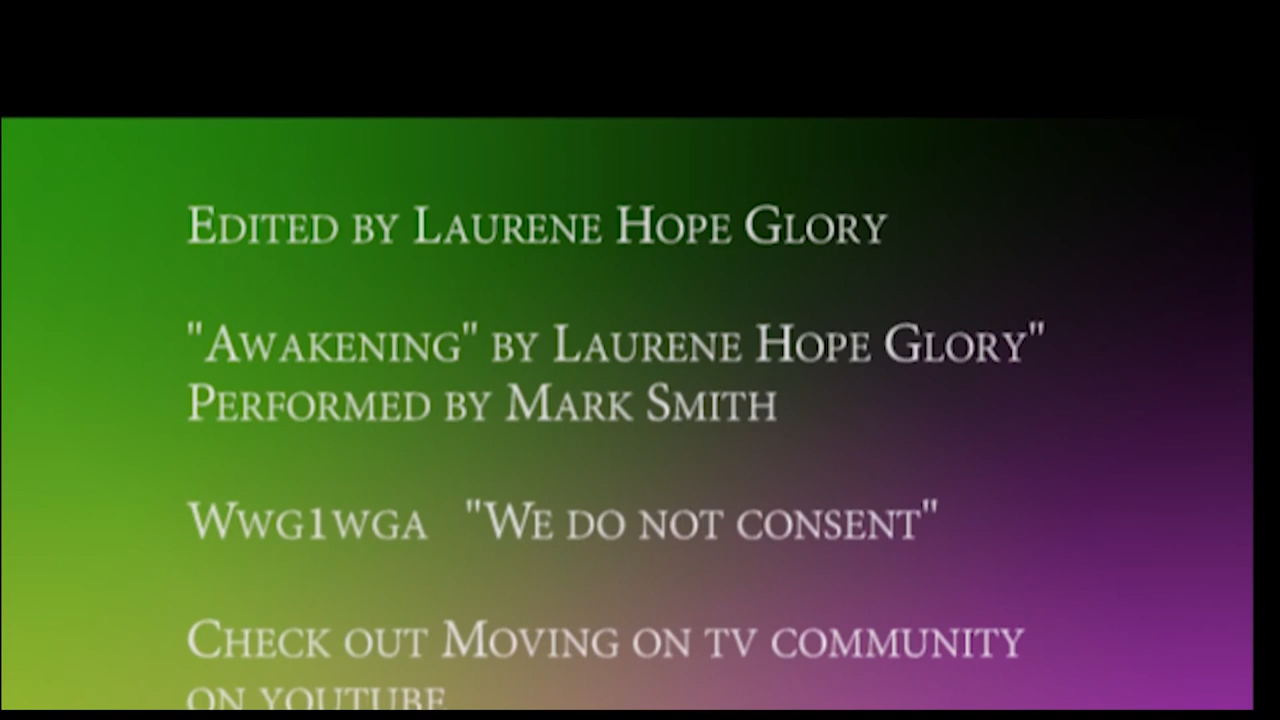 Edited by Laurene Hope Glory
"Awakening" by Laurene Hope Glory"
Performed by Mark Smith
Wwg1wga "We do not consent"
Check out Moving on tv community
on youtube